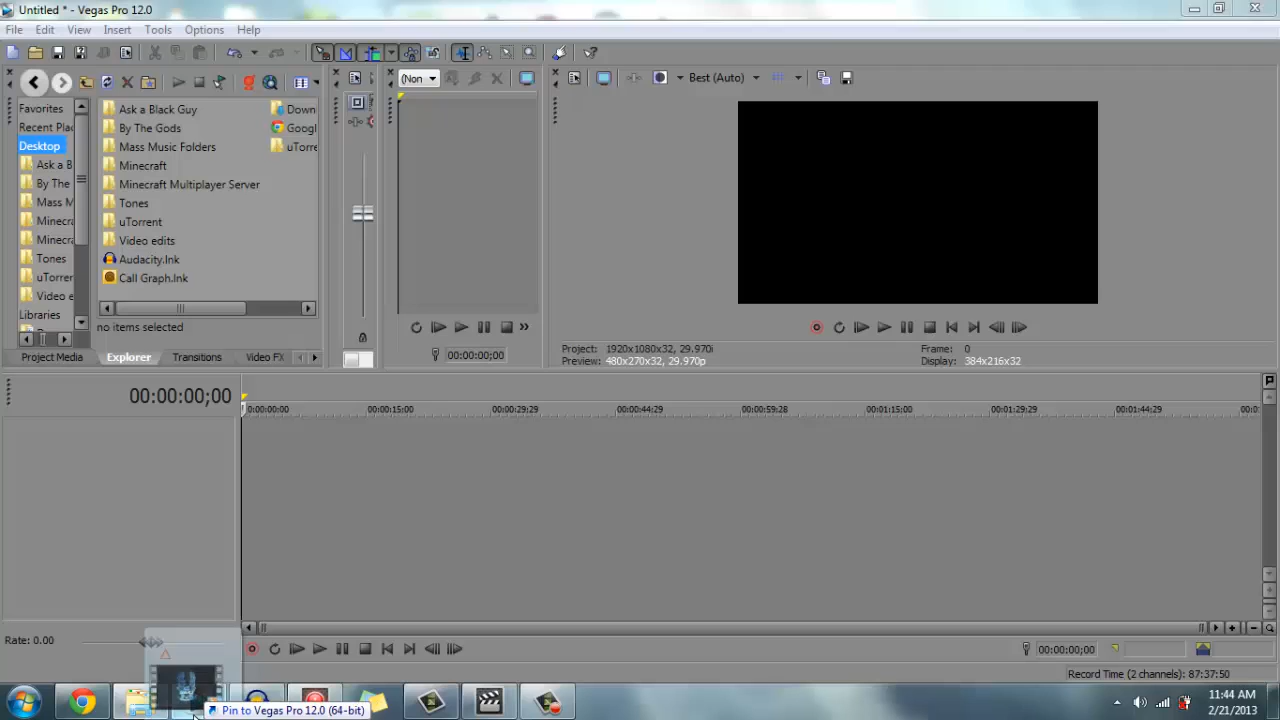 Untitled * - Vegas Pro 12.0
File Edit View Insert Tools Options Help
(Non
Best (Auto)
Favorites
Recent Plac
Desktop
Ask a B
By The
Mass M
Minecra
Minecra
Tones
uTorren
Video e
Libraries
Ask a Black Guy
By The Gods
Mass Music Folders
Minecraft
Minecraft Multiplayer Server
Tones
uTorrent
Video edits
Audacity.lnk
Call Graph.lnk
Down
Googl
uTorre
no items selected
Project Media Explorer Transitions Video FX
00:00:00;00
Project: 1920x1080x32, 29.970i
Preview: 480x270x32, 29.970p
Frame: 0
Display: 384x216x32
00:00:00;00
0:00:00:00 00:00:15:00 00:00:29:29 00:00:44:29 00:00:59:28 00:01:15:00 00:01:29:29 00:01:44:29 00:0
Rate: 0.00
00:00:00;00
Record Time (2 channels): 87:37:50
Pin to Vegas Pro 12.0 (64-bit)
11:44 AM
2/21/2013